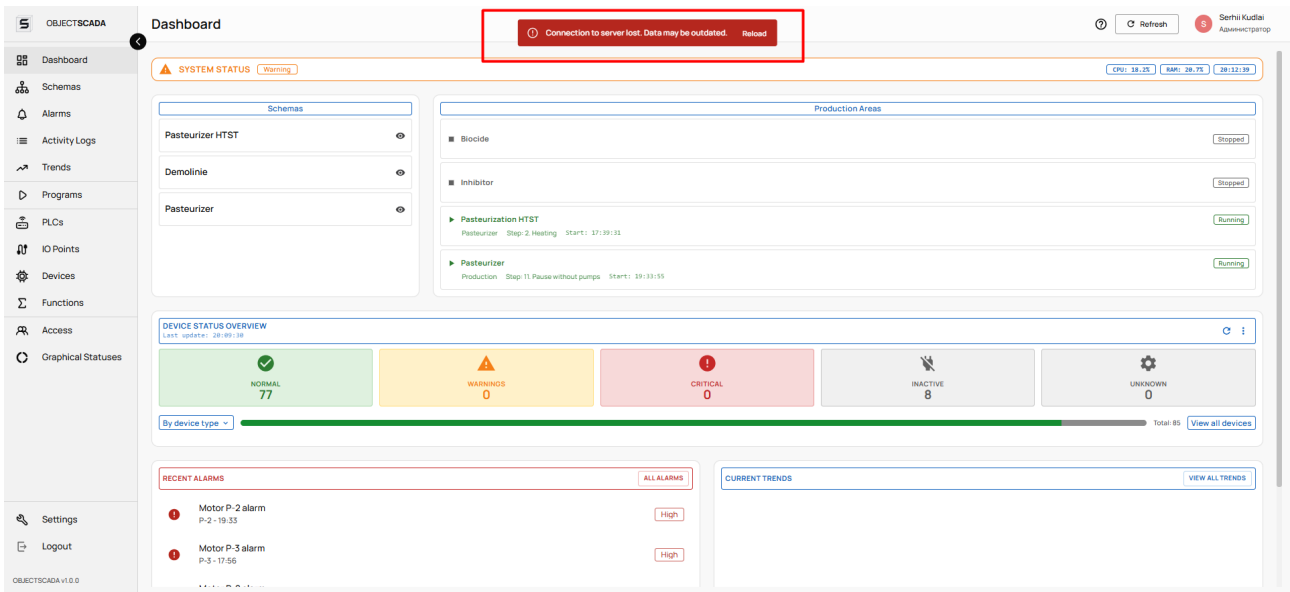 OBJECTSCADA
Dashboard
Connection to server lost. Data may be outdated. Reload
Refresh
S
Serhii Kudlai
Администратор
Dashboard
Schemas
Alarms
Activity Logs
Trends
Programs
PLCs
IO Points
Devices
Functions
Access
Graphical Statuses
Settings
Logout
OBJECTSCADA v1.0.0
SYSTEM STATUS Warning
CPU: 18.2% RAM: 20.7% 20:12:39
Schemas
Pasteurizer HTST
Demolinie
Pasteurizer
Production Areas
Biocide Stopped
Inhibitor Stopped
Pasteurization HTST Running
Pasteurizer Step: 2. Heating Start: 17:39:31
Pasteurizer Running
Production Step: 11. Pause without pumps Start: 19:33:55
DEVICE STATUS OVERVIEW
Last update: 20:09:30
NORMAL
77
WARNINGS
0
CRITICAL
0
INACTIVE
8
UNKNOWN
0
By device type Total: 85 View all devices
RECENT ALARMS ALL ALARMS
Motor P-2 alarm High
P-2 - 19:33
Motor P-3 alarm High
P-3 - 17:56
CURRENT TRENDS VIEW ALL TRENDS